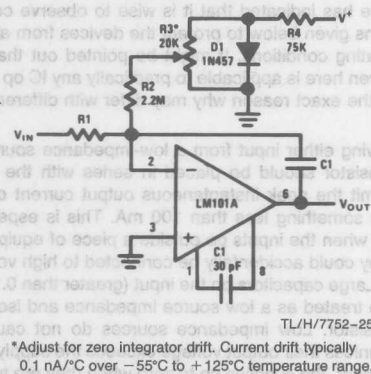 R3*
20K
D1
1N457
R4
75K
V+
R2
2.2M
VIN
R1
2
3
LM101A
6
VOUT
C1
1
C1
30 pF
8
TL/H/7752-25
*Adjust for zero integrator drift. Current drift typically
0.1 nA/°C over −55°C to +125°C temperature range.